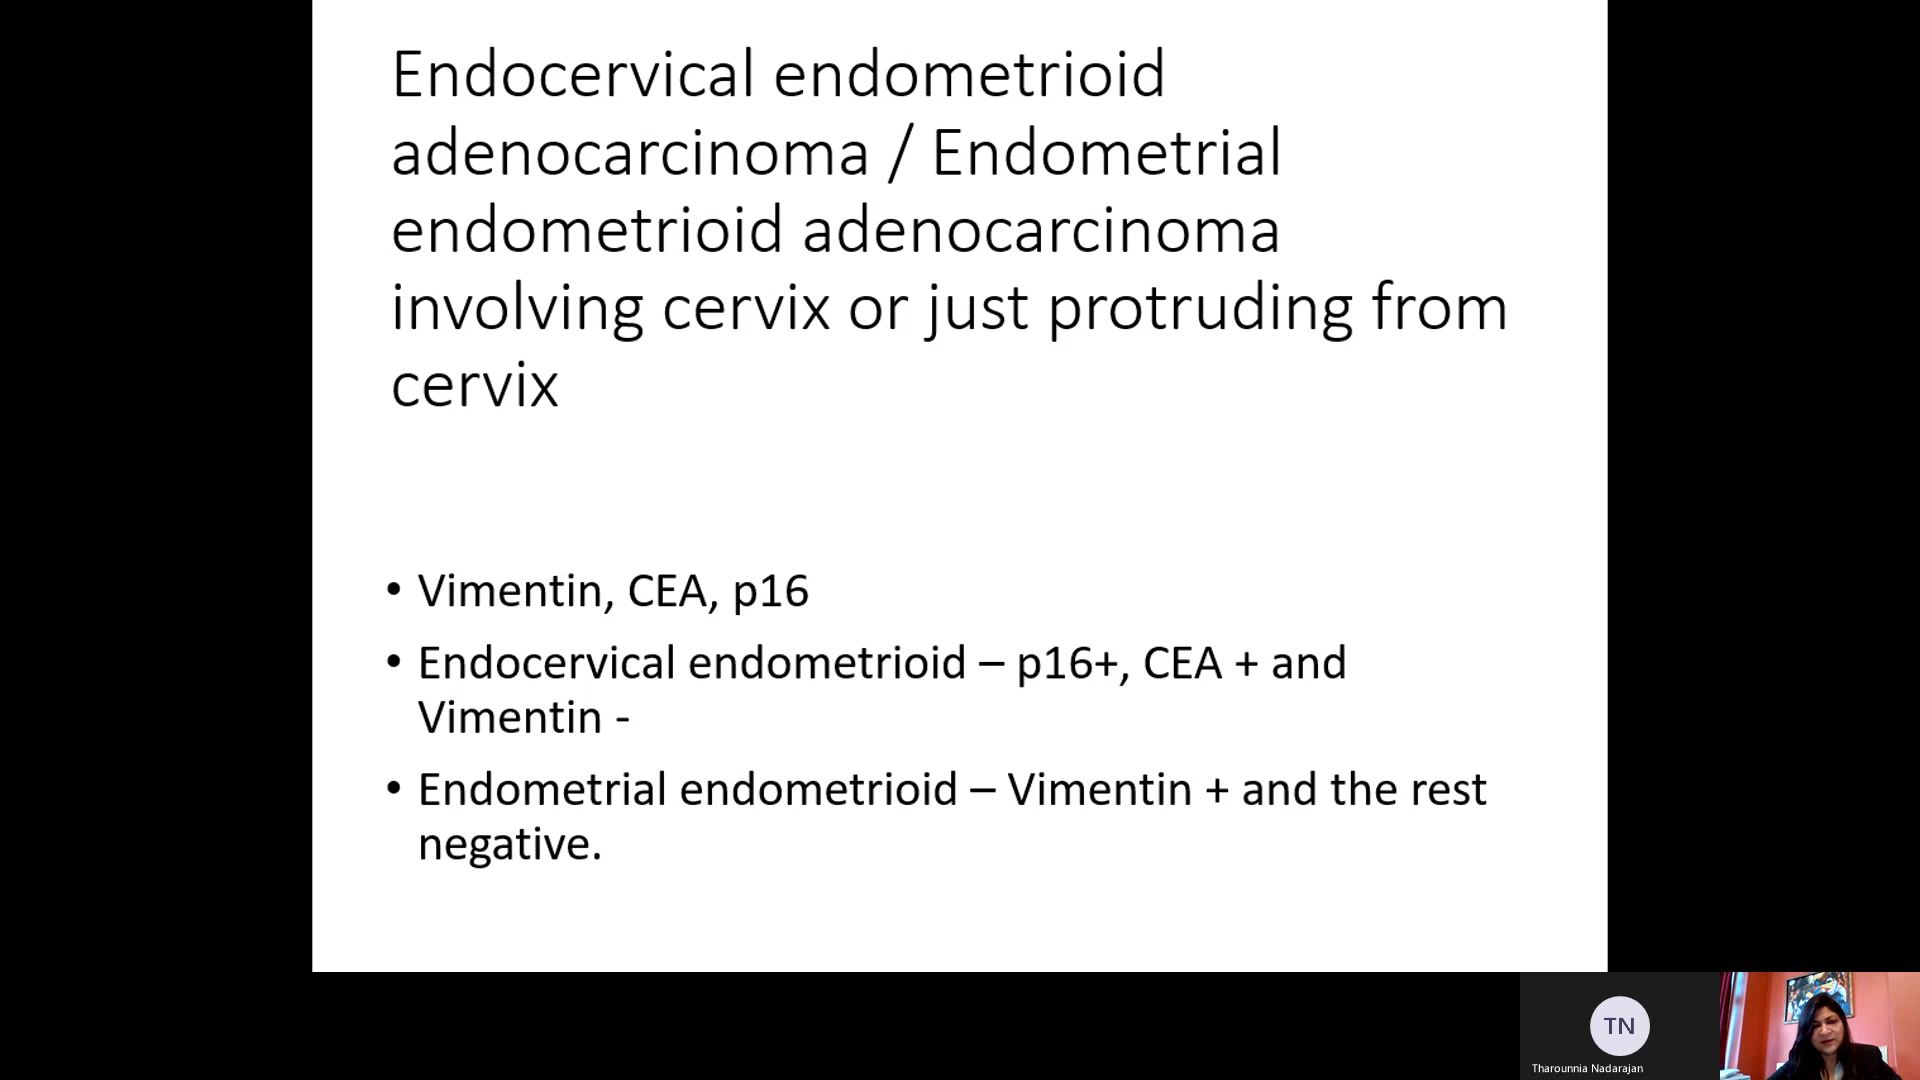 Endocervical endometrioid
adenocarcinoma / Endometrial
endometrioid adenocarcinoma
involving cervix or just protruding from
cervix
• Vimentin, CEA, p16
• Endocervical endometrioid – p16+, CEA + and
Vimentin -
• Endometrial endometrioid – Vimentin + and the rest
negative.
TN
Tharounnia Nadarajan